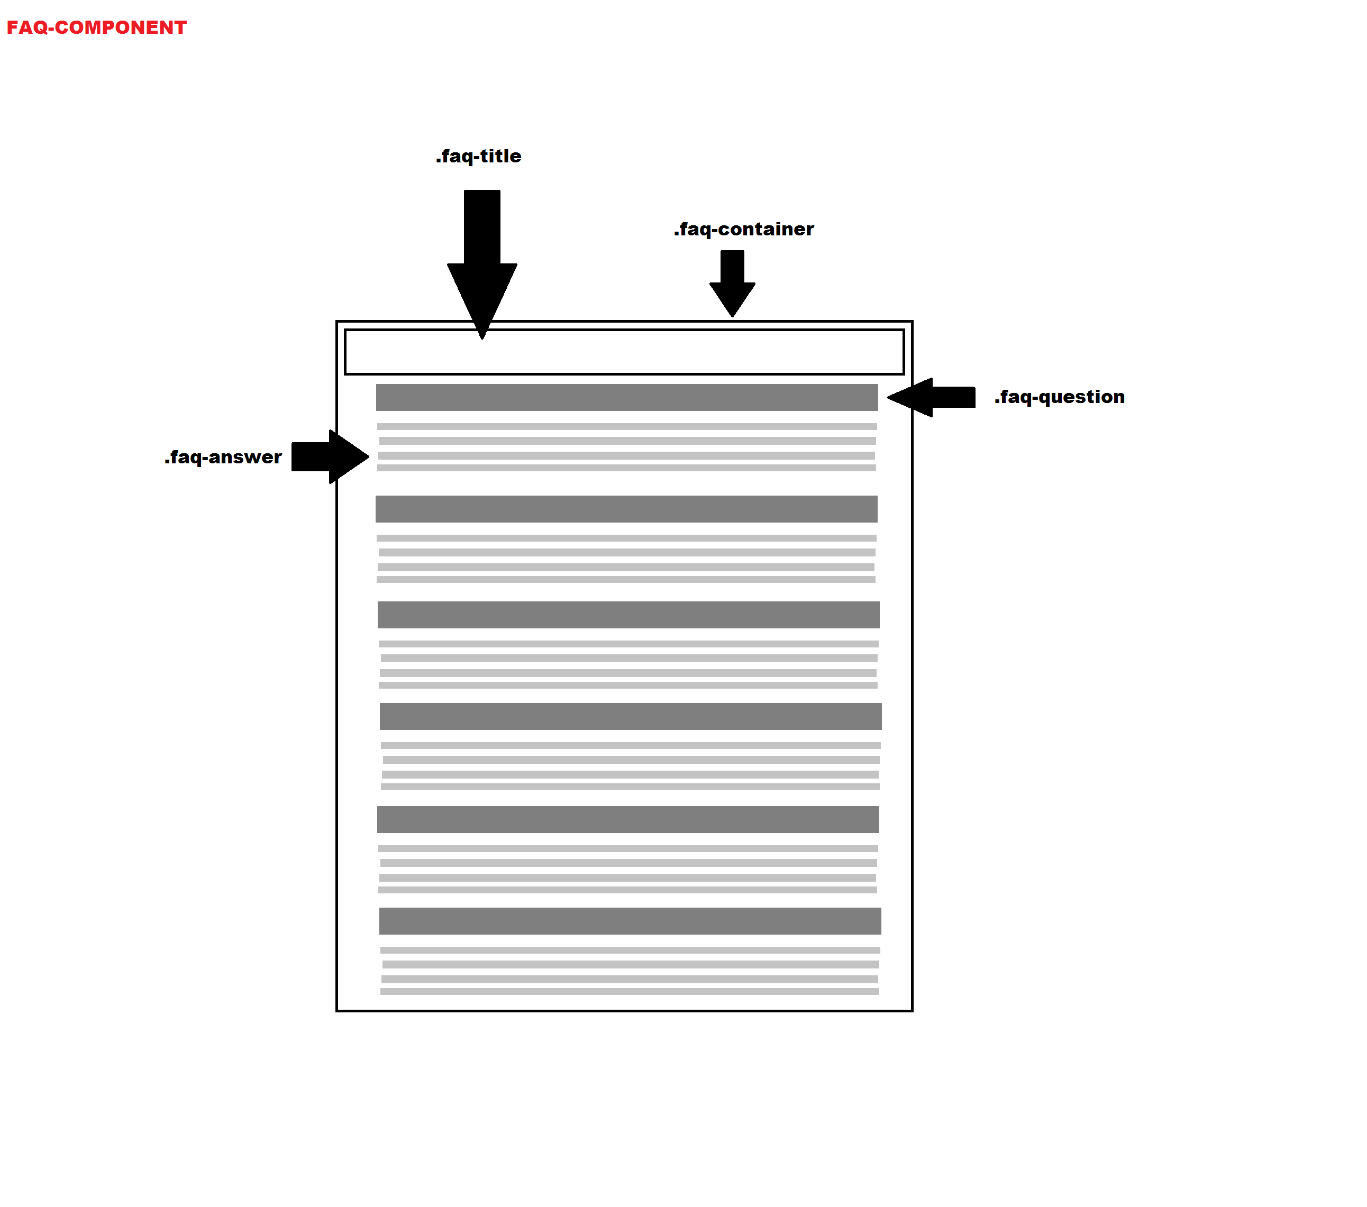 FAQ-COMPONENT
.faq-title
.faq-container
.faq-question
.faq-answer